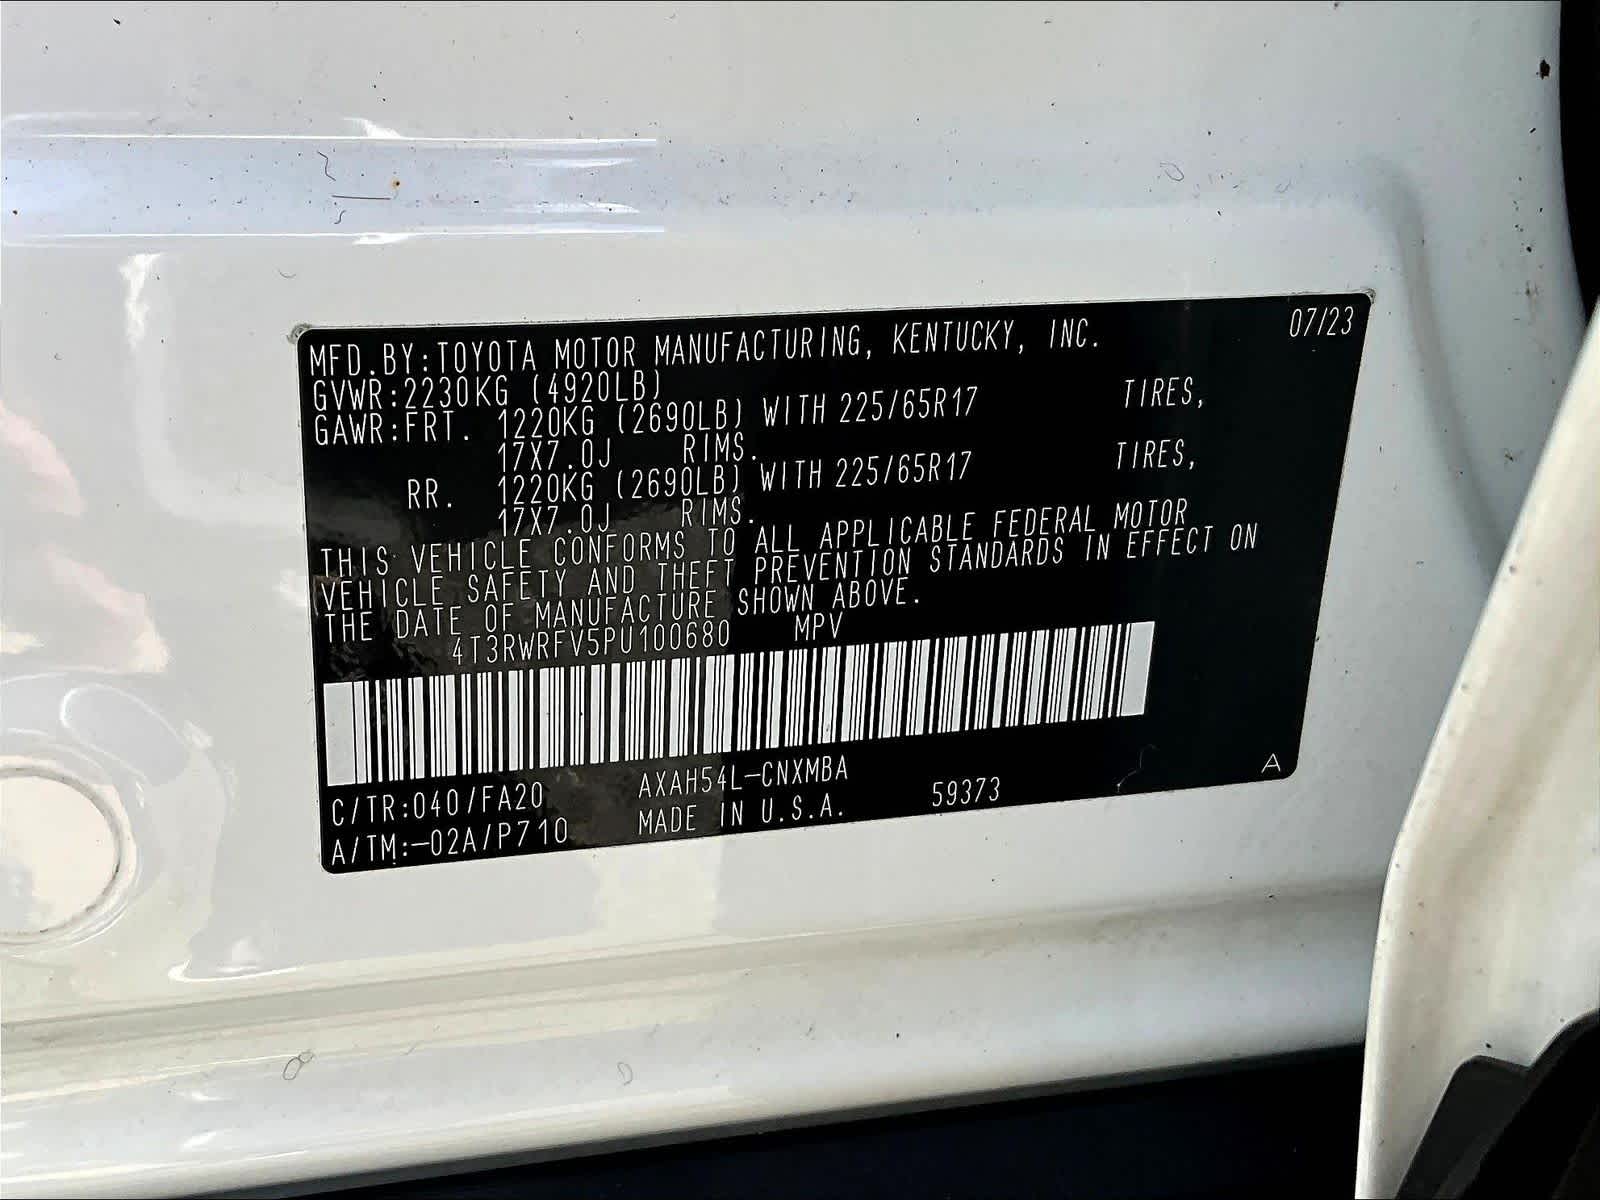 MFD.BY:TOYOTA MOTOR MANUFACTURING, KENTUCKY, INC. 07/23
GVWR:2230KG (4920LB)
GAWR:FRT. 1220KG (2690LB) WITH 225/65R17 TIRES,
17X7.0J RIMS.
RR. 1220KG (2690LB) WITH 225/65R17 TIRES,
17X7.0J RIMS.
THIS VEHICLE CONFORMS TO ALL APPLICABLE FEDERAL MOTOR
VEHICLE SAFETY AND THEFT PREVENTION STANDARDS IN EFFECT ON
THE DATE OF MANUFACTURE SHOWN ABOVE.
4T3RWRFV5PU100680 MPV
C/TR:040/FA20 AXAH54L-CNXMBA A
A/TM:-02A/P710 MADE IN U.S.A. 59373